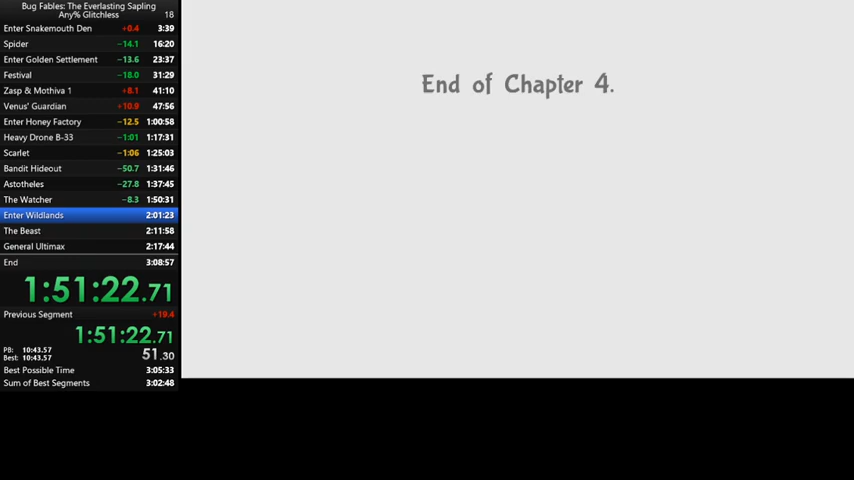 Bug Fables: The Everlasting Sapling
Any% Glitchless 18
Enter Snakemouth Den +0.4 3:39
Spider −14.1 16:20
Enter Golden Settlement −13.6 23:37
Festival −18.0 31:29
Zasp & Mothiva 1 +8.1 41:10
Venus' Guardian +10.9 47:56
Enter Honey Factory −12.5 1:00:58
Heavy Drone B-33 −1:01 1:17:31
Scarlet −1:06 1:25:03
Bandit Hideout −50.7 1:31:46
Astotheles −27.8 1:37:45
The Watcher −8.3 1:50:31
Enter Wildlands 2:01:23
The Beast 2:11:58
General Ultimax 2:17:44
End 3:08:57
1:51:22.71
Previous Segment +19.4
1:51:22.71
PB: 10:43.57
Best: 10:43.57
51.30
Best Possible Time 3:05:33
Sum of Best Segments 3:02:48
End of Chapter 4.